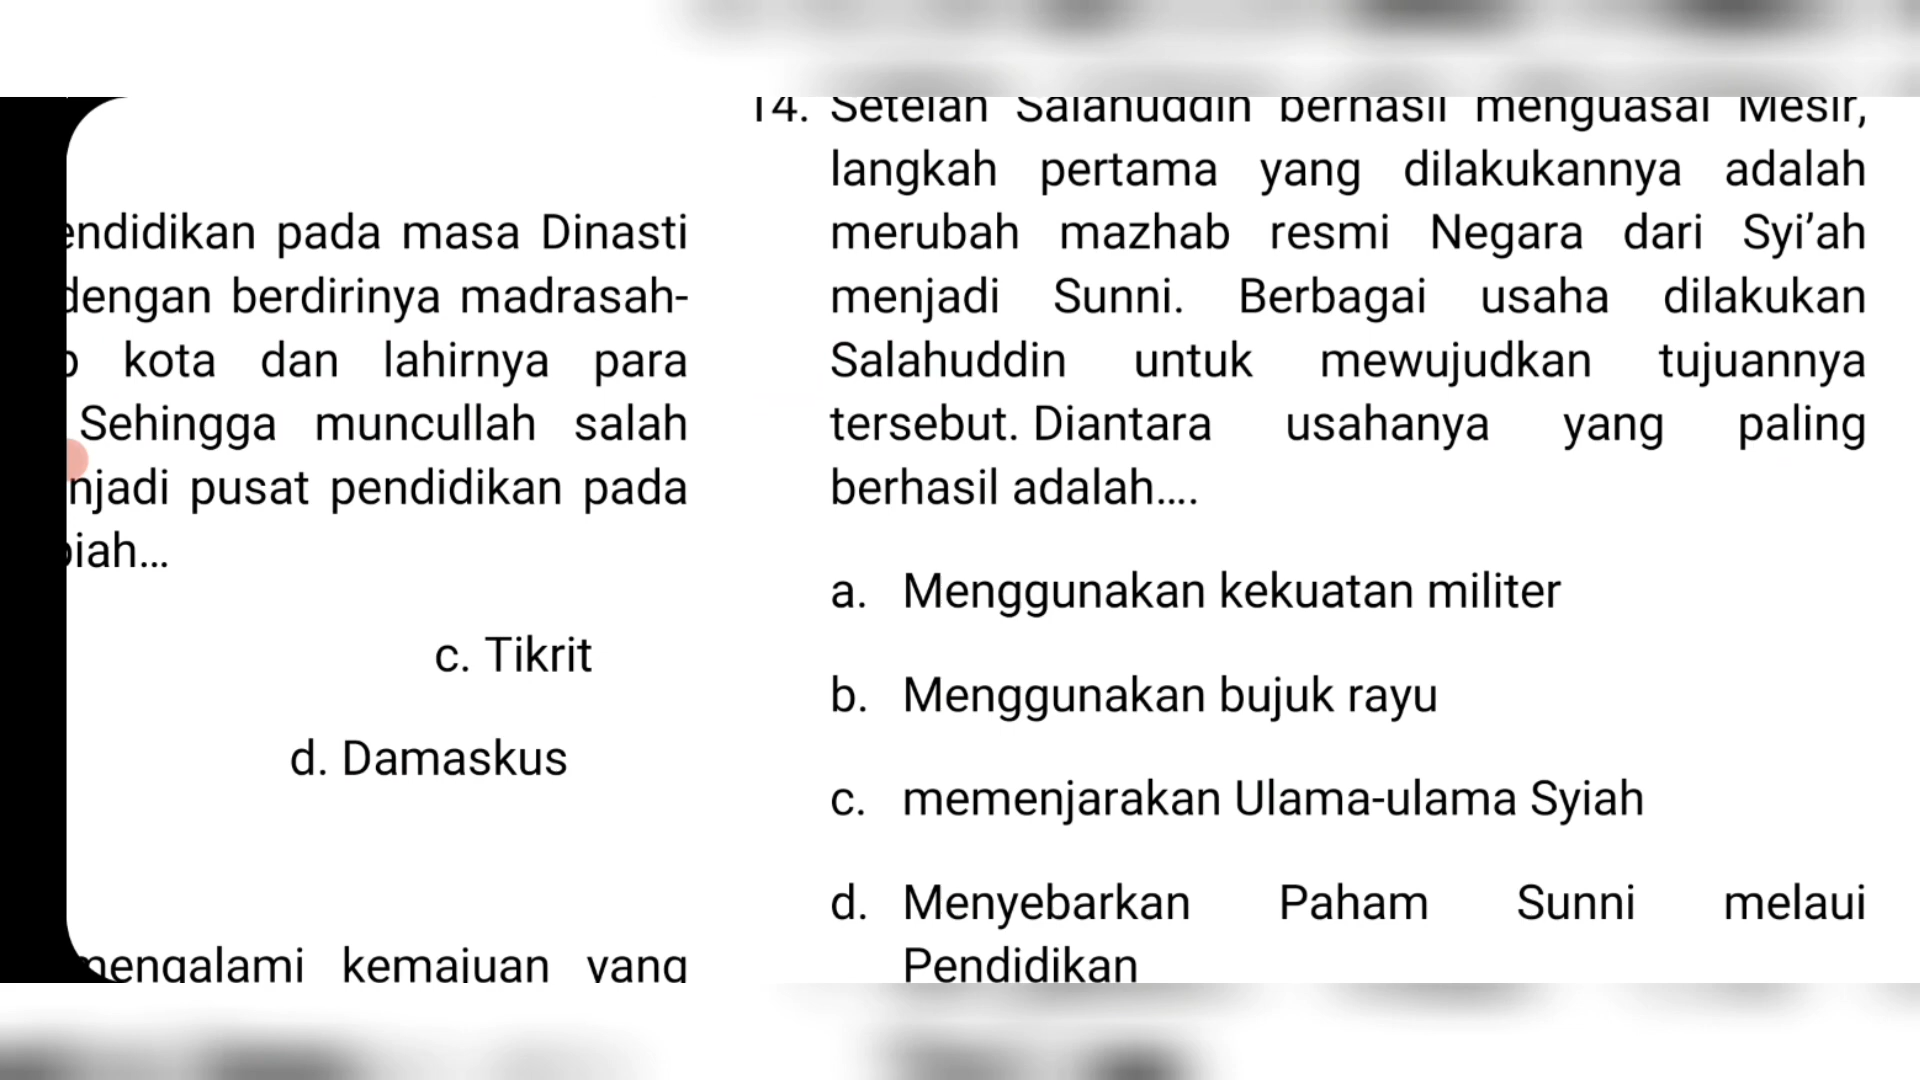 endidikan pada masa Dinasti
dengan berdirinya madrasah-
kota dan lahirnya para
Sehingga muncullah salah
njadi pusat pendidikan pada
biah...
c. Tikrit
d. Damaskus
mengalami kemajuan yang
14. Setelah Salahuddin berhasil menguasai Mesir,
langkah pertama yang dilakukannya adalah
merubah mazhab resmi Negara dari Syi’ah
menjadi Sunni. Berbagai usaha dilakukan
Salahuddin untuk mewujudkan tujuannya
tersebut. Diantara usahanya yang paling
berhasil adalah....
a. Menggunakan kekuatan militer
b. Menggunakan bujuk rayu
c. memenjarakan Ulama-ulama Syiah
d. Menyebarkan Paham Sunni melaui
Pendidikan